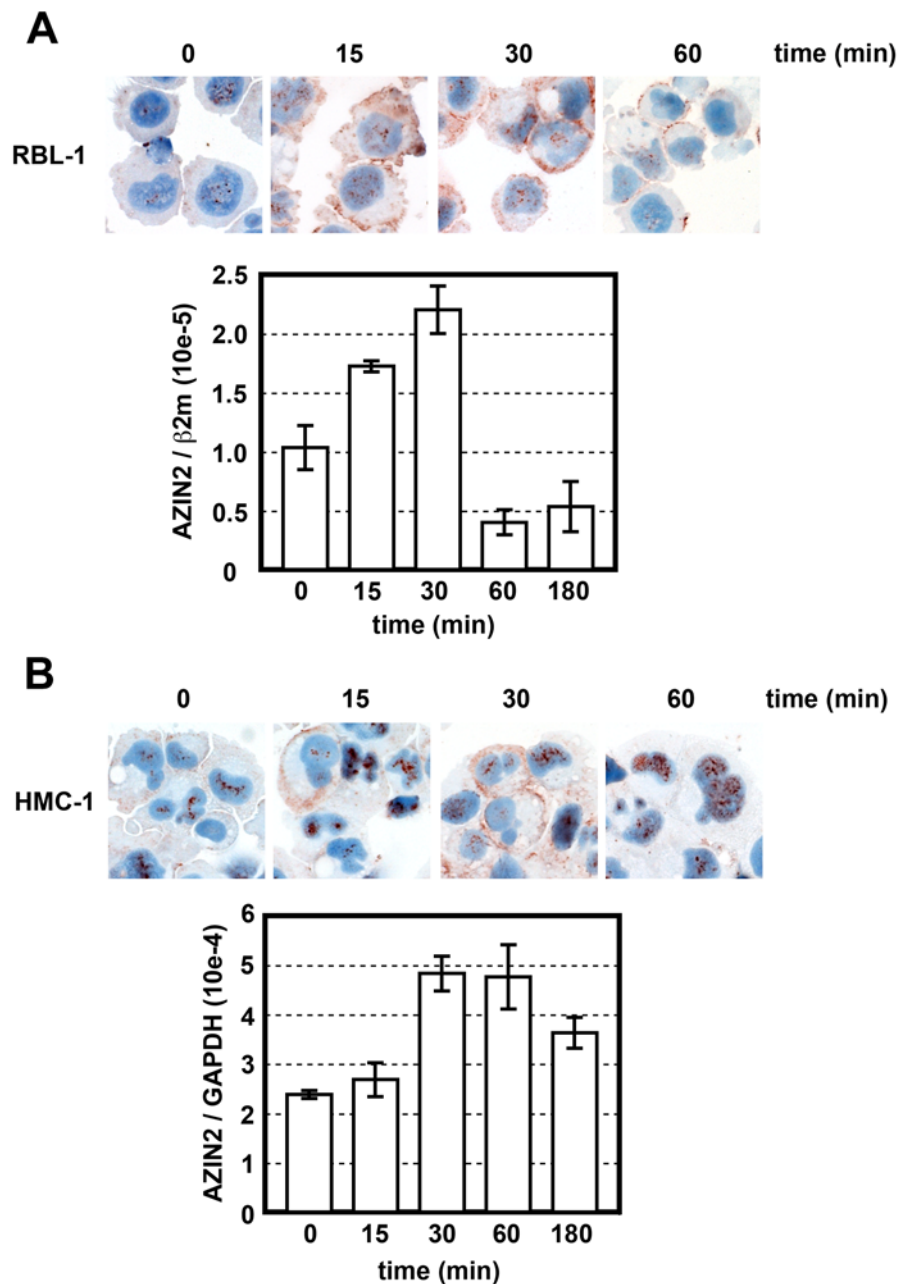 A
0 15 30 60 time (min)
RBL-1
AZIN2 / β2m (10e-5)
2.5
2.0
1.5
1.0
0.5
0
0 15 30 60 180
time (min)
B
0 15 30 60 time (min)
HMC-1
AZIN2 / GAPDH (10e-4)
6
5
4
3
2
1
0
0 15 30 60 180
time (min)